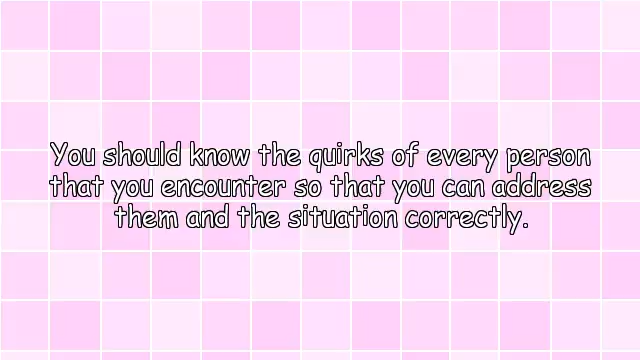 You should know the quirks of every person
that you encounter so that you can address
them and the situation correctly.